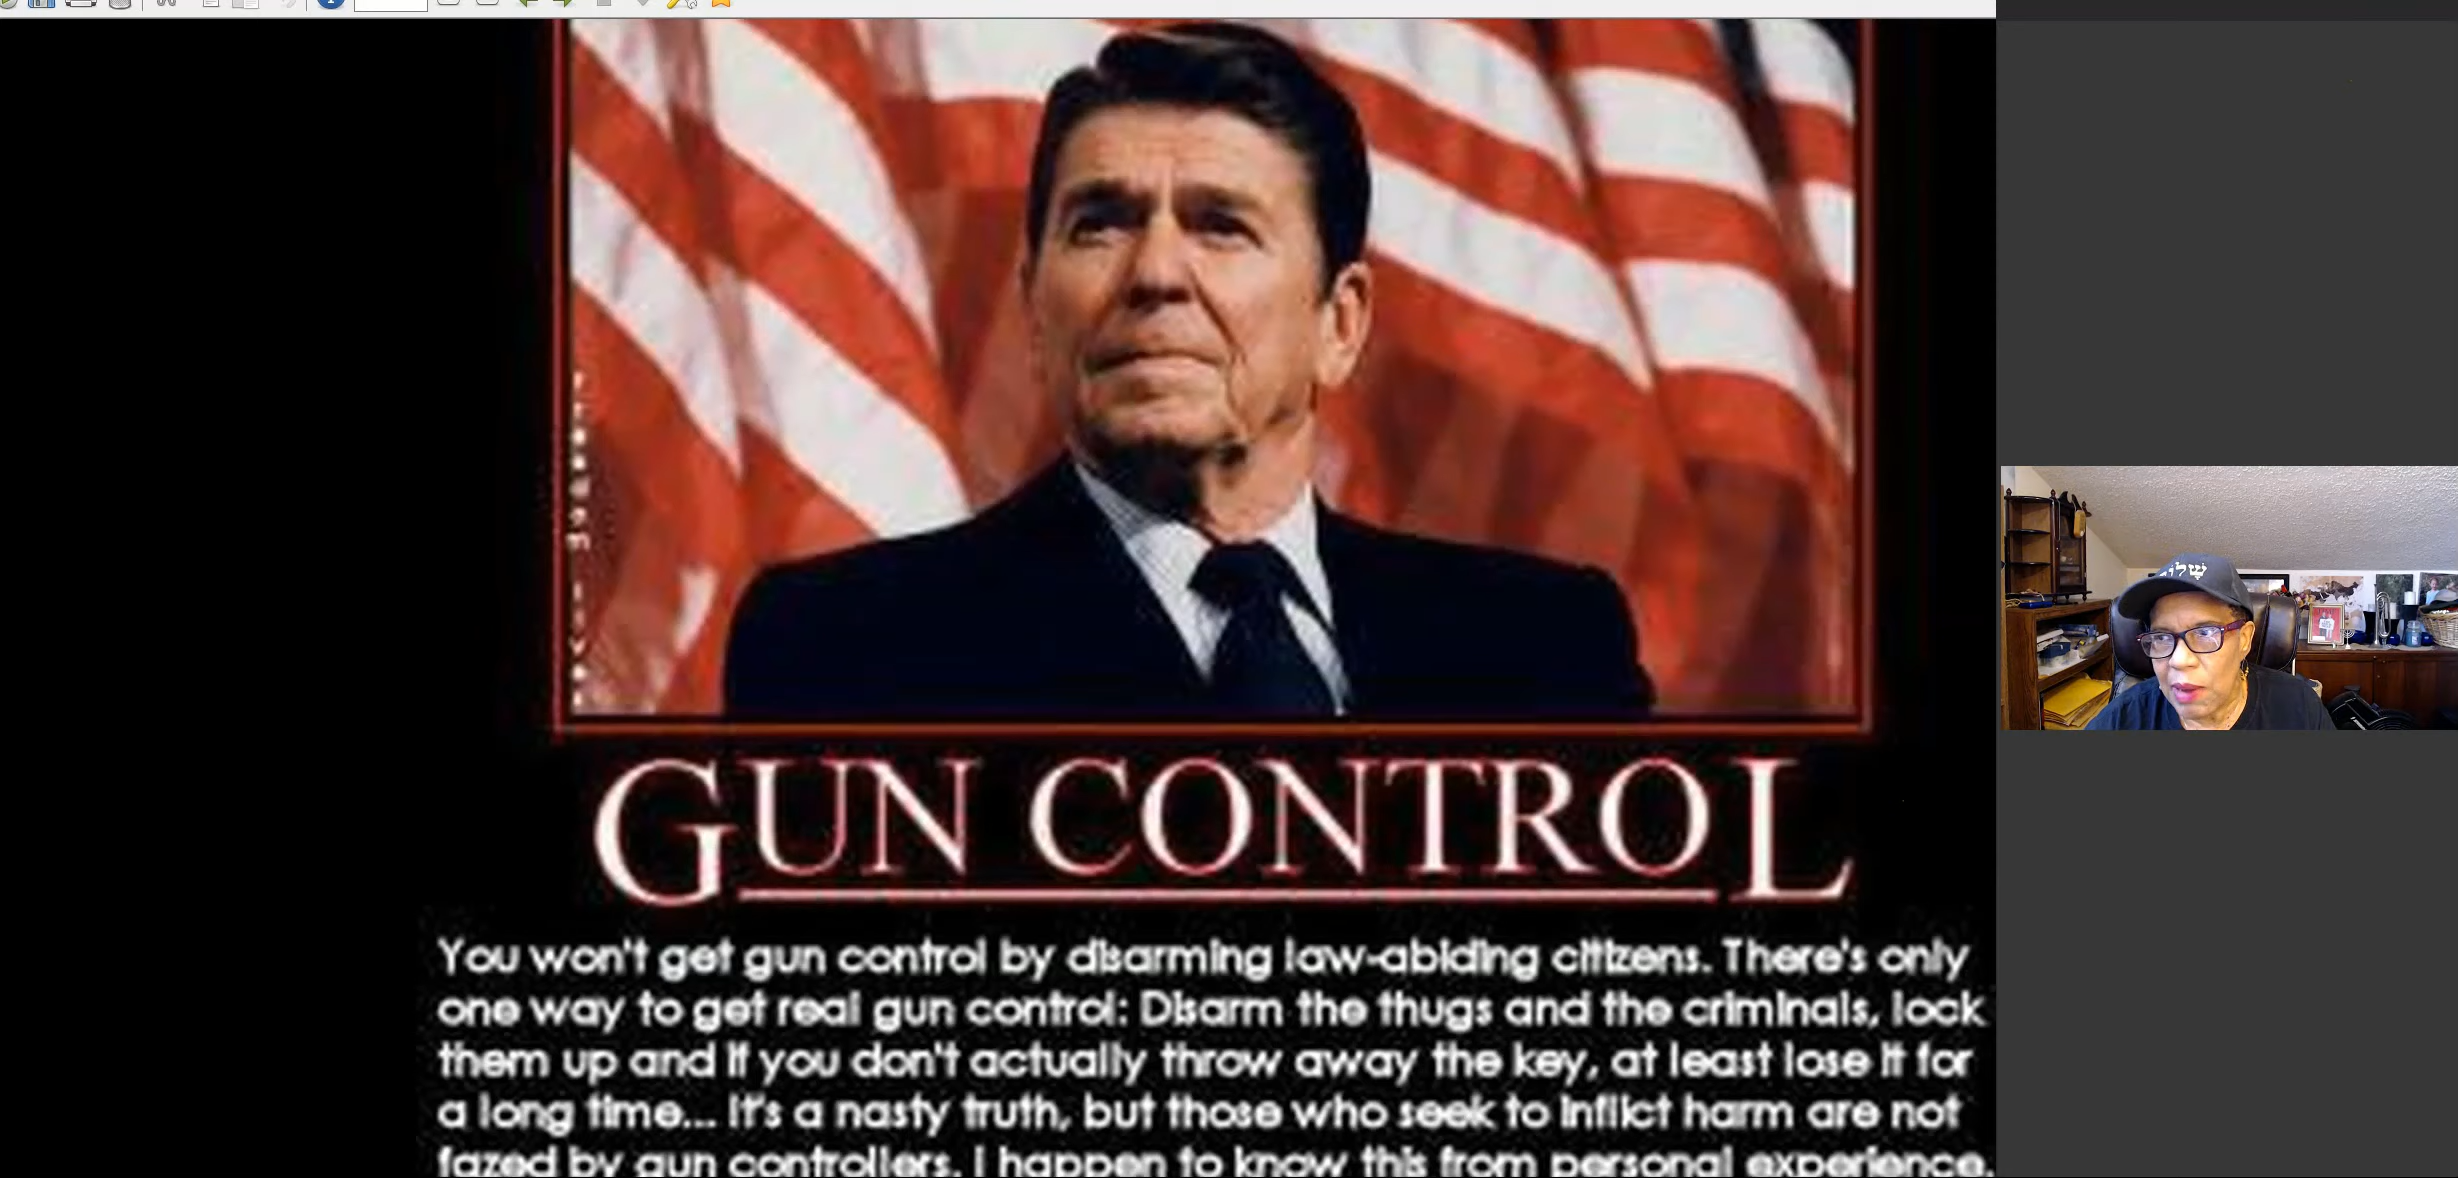 GUN CONTROL
You won't get gun control by disarming law-abiding citizens. There's only
one way to get real gun control: Disarm the thugs and the criminals, lock
them up and if you don't actually throw away the key, at least lose it for
a long time... It's a nasty truth, but those who seek to inflict harm are not
fazed by gun controllers. I happen to know this from personal experience.